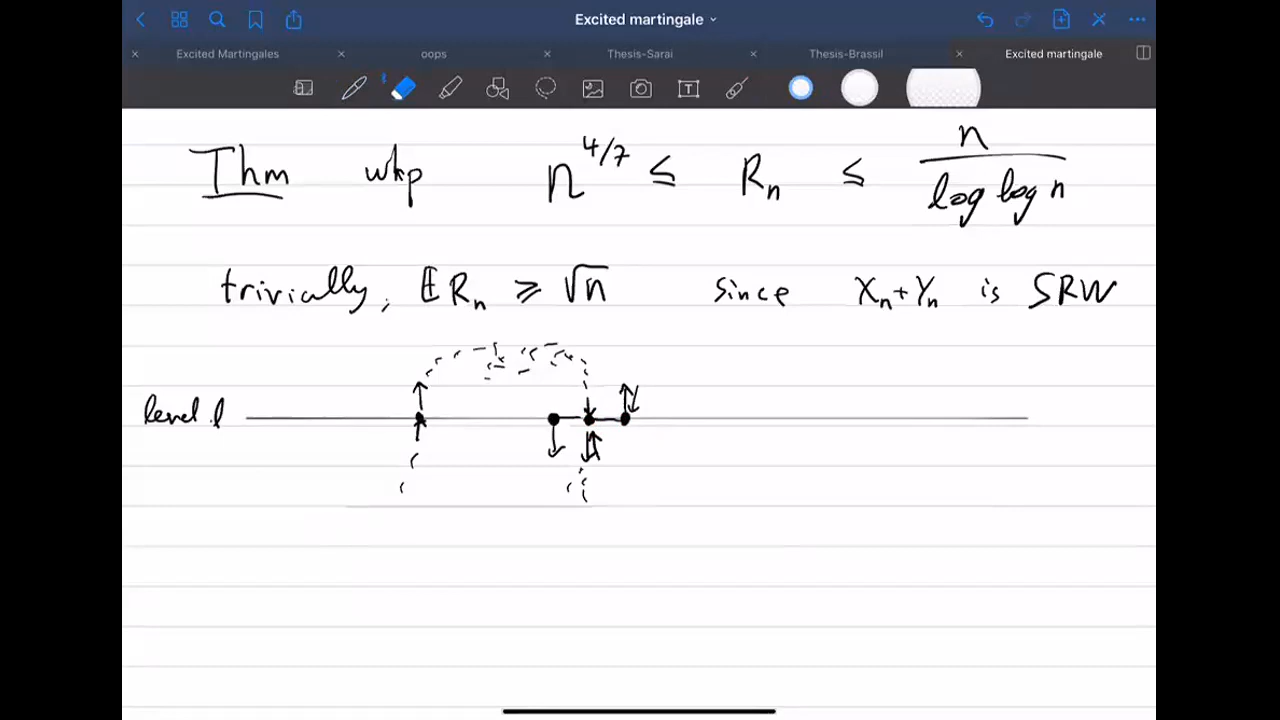 Excited martingale
Excited Martingales oops Thesis-Sarai Thesis-Brassil Excited martingale
Thm whp n^{4/7} ≤ R_n ≤ n / log log n
trivially, 𝔼 R_n ≥ √n since X_n + Y_n is SRW
level l